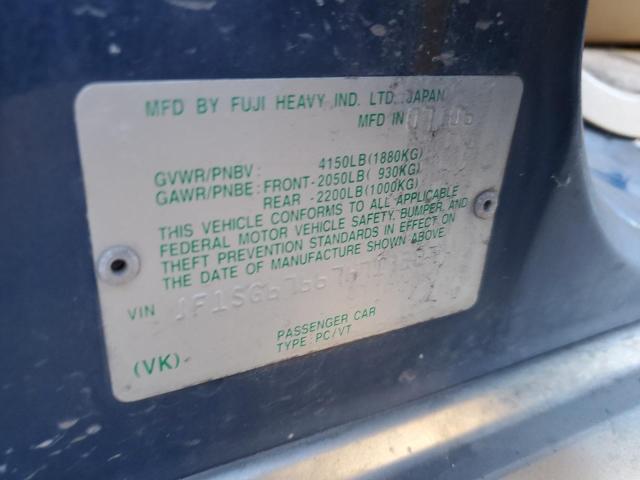 MFD BY FUJI HEAVY IND. LTD. JAPAN
MFD IN
GVWR/PNBV : 4150LB(1880KG)
GAWR/PNBE: FRONT-2050LB( 930KG)
REAR -2200LB(1000KG)
THIS VEHICLE CONFORMS TO ALL APPLICABLE
FEDERAL MOTOR VEHICLE SAFETY, BUMPER, AND
THEFT PREVENTION STANDARDS IN EFFECT ON
THE DATE OF MANUFACTURE SHOWN ABOVE.
VIN
PASSENGER CAR
TYPE: PC/VT
(VK)